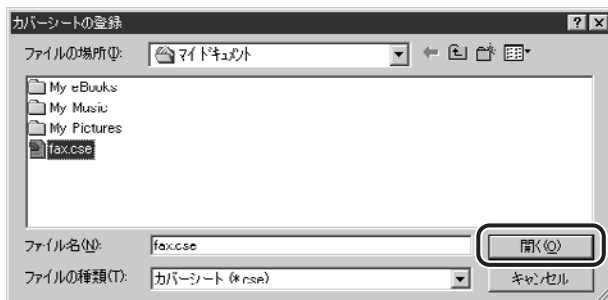 カバーシートの登録
ファイルの場所(I):
マイ ドキュメント
My eBooks
My Music
My Pictures
fax.cse
ファイル名(N):
fax.cse
開く(O)
ファイルの種類(T):
カバーシート (*.cse)
キャンセル